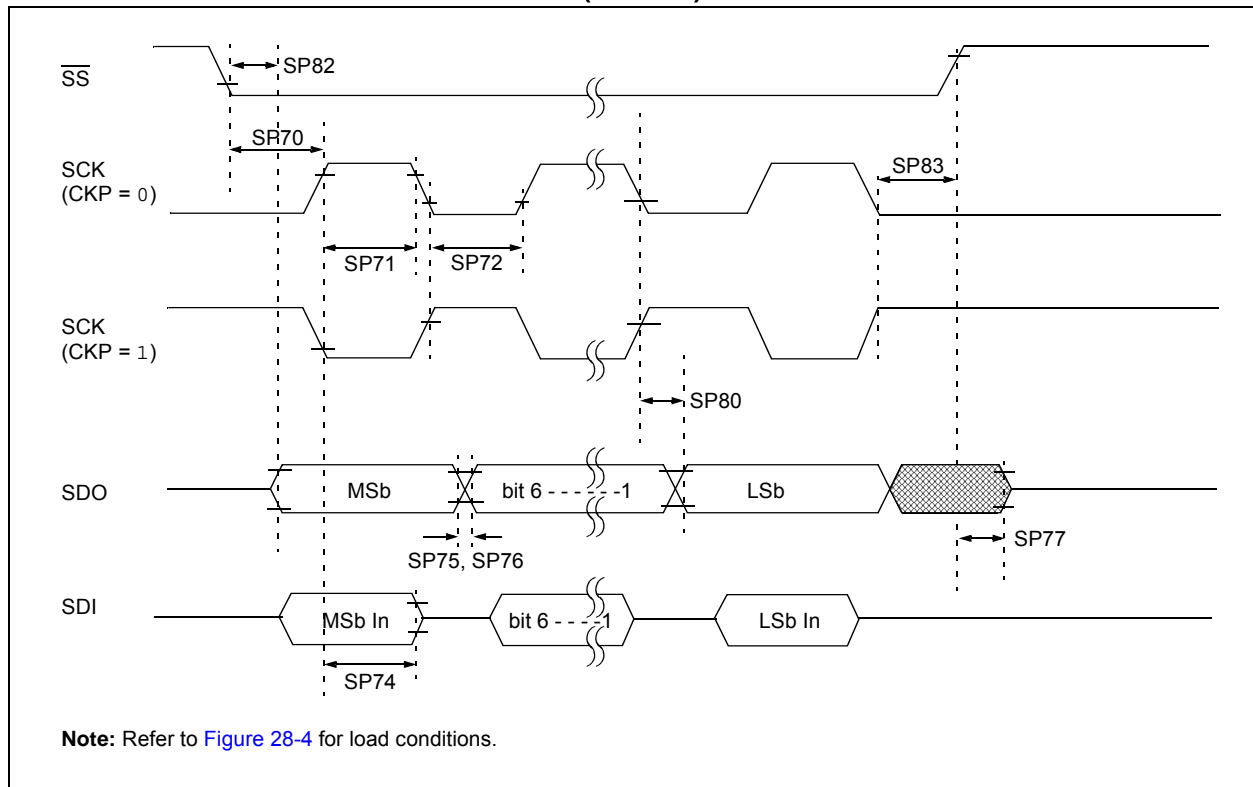 SS
SP82
SP70
SCK
(CKP = 0)
SP83
SP71
SP72
SCK
(CKP = 1)
SP80
SDO
MSb
bit 6 - - - - - -1
LSb
SP77
SP75, SP76
SDI
MSb In
bit 6 - - - -1
LSb In
SP74
Note: Refer to Figure 28-4 for load conditions.